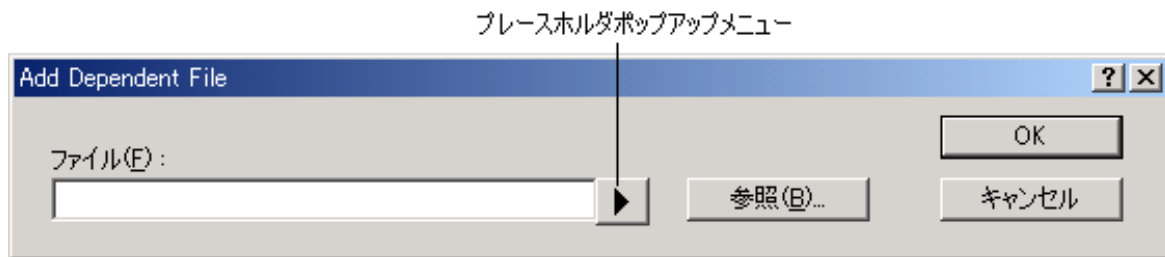 プレースホルダポップアップメニュー
Add Dependent File
OK
ファイル(F) :
参照(B)...
キャンセル